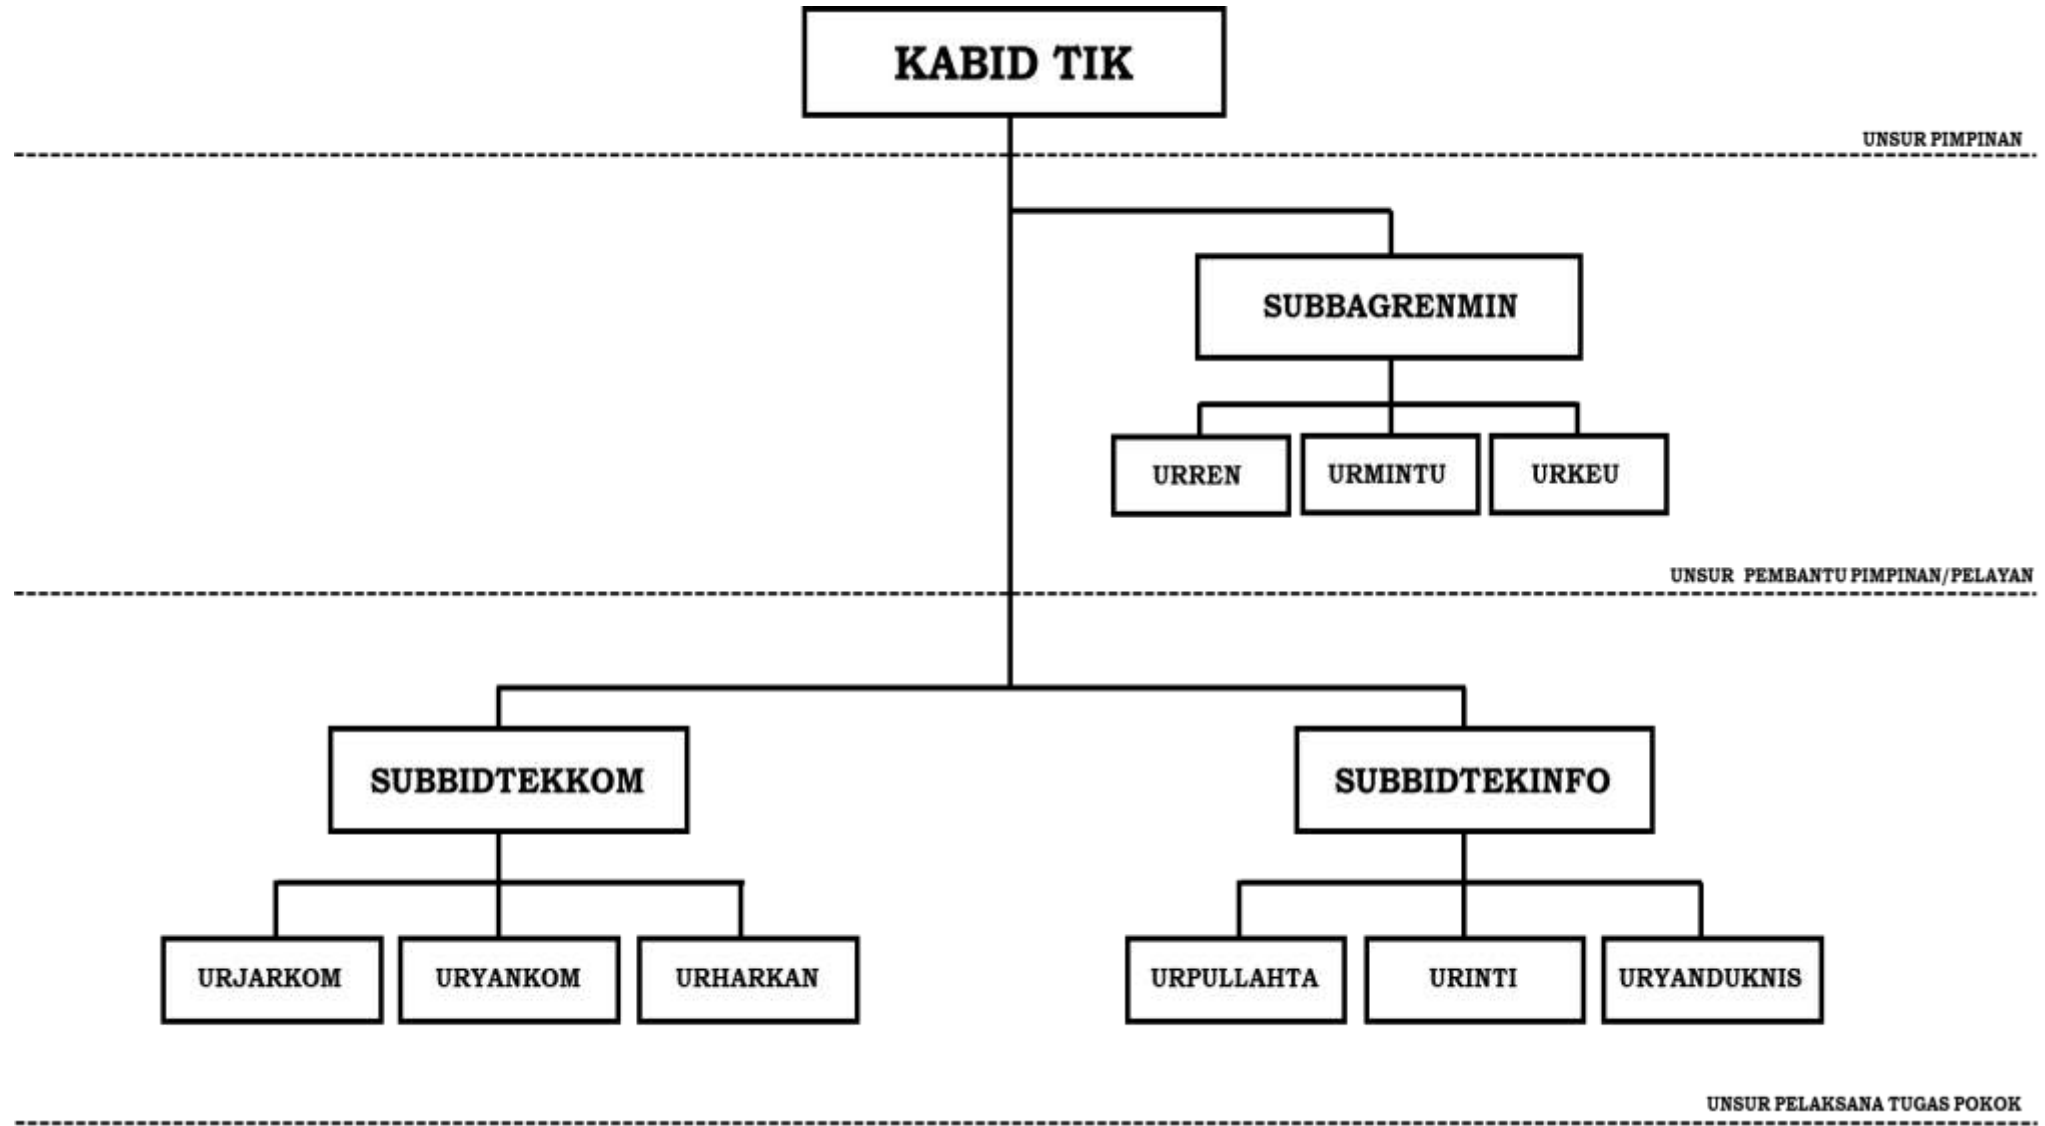 KABID TIK
UNSUR PIMPINAN
SUBBAGRENMIN
URREN
URMINTU
URKEU
UNSUR PEMBANTU PIMPINAN/PELAYAN
SUBBIDTEKKOM
SUBBIDTEKINFO
URJARKOM
URYANKOM
URHARKAN
URPULLAHTA
URINTI
URYANDUKNIS
UNSUR PELAKSANA TUGAS POKOK